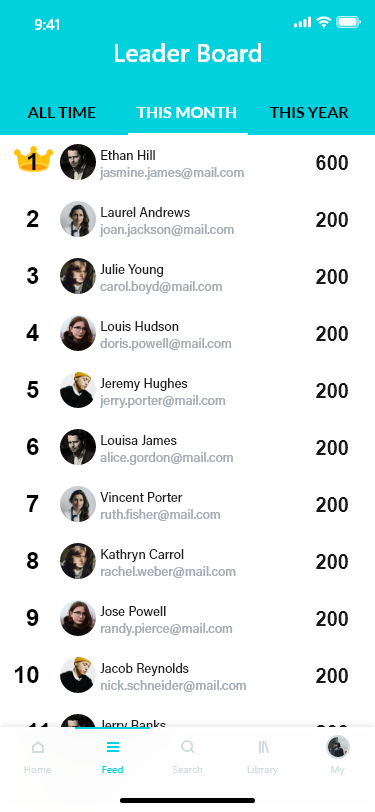 9:41
Leader Board
ALL TIME THIS MONTH THIS YEAR
1 Ethan Hill 600
jasmine.james@mail.com
2 Laurel Andrews 200
joan.jackson@mail.com
3 Julie Young 200
carol.boyd@mail.com
4 Louis Hudson 200
doris.powell@mail.com
5 Jeremy Hughes 200
jerry.porter@mail.com
6 Louisa James 200
alice.gordon@mail.com
7 Vincent Porter 200
ruth.fisher@mail.com
8 Kathryn Carrol 200
rachel.weber@mail.com
9 Jose Powell 200
randy.pierce@mail.com
10 Jacob Reynolds 200
nick.schneider@mail.com
11 Jerry Banks 200
Home Feed Search Library My